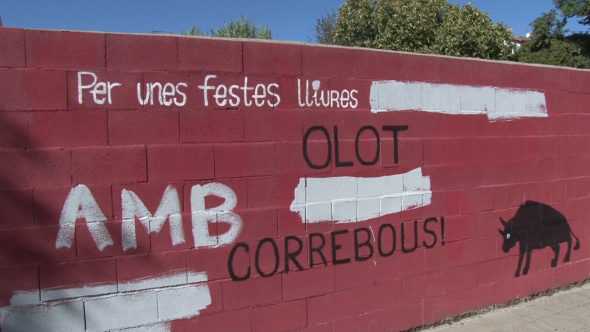 Per unes festes lliures
OLOT
AMB
CORREBOUS!